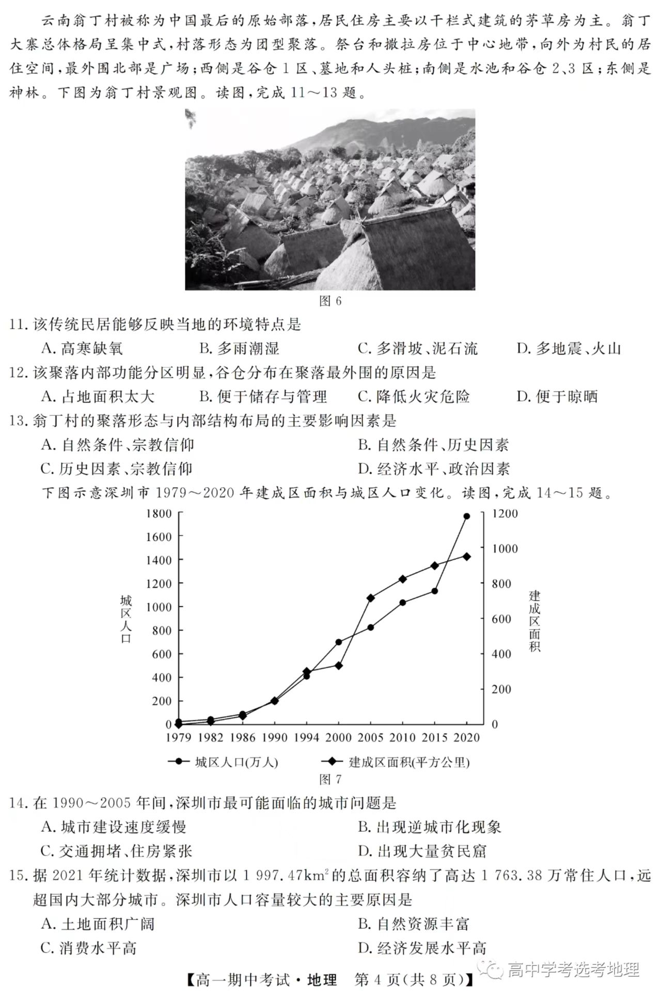 云南翁丁村被称为中国最后的原始部落,居民住房主要以干栏式建筑的茅草房为主。翁丁
大寨总体格局呈集中式,村落形态为团型聚落。祭台和撒拉房位于中心地带,向外为村民的居
住空间,最外围北部是广场;西侧是谷仓 1 区、墓地和人头桩;南侧是水池和谷仓 2、3 区;东侧是
神林。下图为翁丁村景观图。读图,完成 11～13 题。
图 6
11. 该传统民居能够反映当地的环境特点是
A. 高寒缺氧 B. 多雨潮湿 C. 多滑坡、泥石流 D. 多地震、火山
12. 该聚落内部功能分区明显,谷仓分布在聚落最外围的原因是
A. 占地面积太大 B. 便于储存与管理 C. 降低火灾危险 D. 便于晾晒
13. 翁丁村的聚落形态与内部结构布局的主要影响因素是
A. 自然条件、宗教信仰 B. 自然条件、历史因素
C. 历史因素、宗教信仰 D. 经济水平、政治因素
下图示意深圳市 1979～2020 年建成区面积与城区人口变化。读图,完成 14～15 题。
1800 1200
1600
1400 1000
1200 800
1000
800 600
600 400
400
200 200
0 0
城区人口
建成区面积
1979 1982 1986 1990 1994 2000 2005 2010 2015 2020
城区人口(万人) 建成区面积(平方公里)
图 7
14. 在 1990～2005 年间,深圳市最可能面临的城市问题是
A. 城市建设速度缓慢 B. 出现逆城市化现象
C. 交通拥堵、住房紧张 D. 出现大量贫民窟
15. 据 2021 年统计数据,深圳市以 1 997. 47km²的总面积容纳了高达 1 763. 38 万常住人口,远
超国内大部分城市。深圳市人口容量较大的主要原因是
A. 土地面积广阔 B. 自然资源丰富
C. 消费水平高 D. 经济发展水平高
高中学考选考地理
【高一期中考试·地理 第 4 页(共 8 页)】